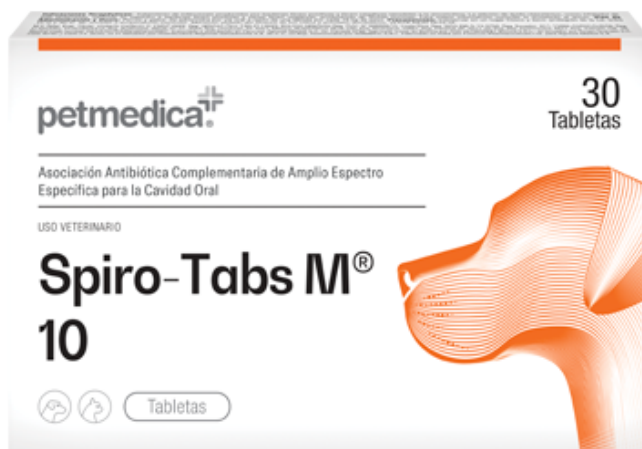 petmedica®
30
Tabletas
Asociación Antibiótica Complementaria de Amplio Espectro
Específica para la Cavidad Oral
USO VETERINARIO
Spiro-Tabs M®
10
Tabletas